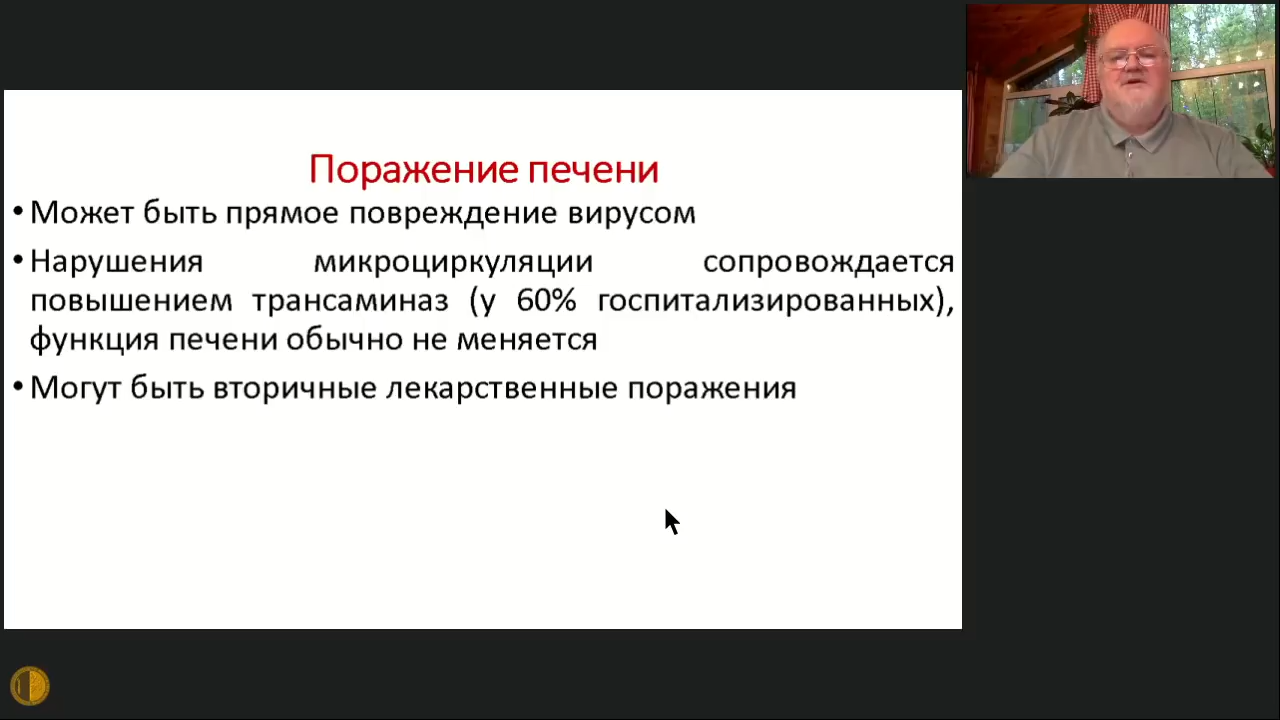 Поражение печени
• Может быть прямое повреждение вирусом
• Нарушения микроциркуляции сопровождается
повышением трансаминаз (у 60% госпитализированных),
функция печени обычно не меняется
• Могут быть вторичные лекарственные поражения